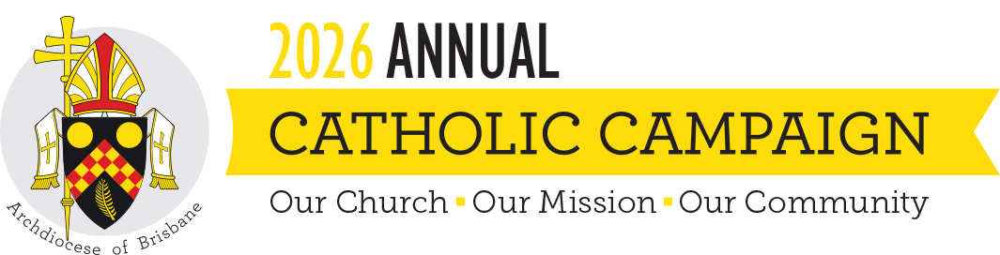 2026 ANNUAL
CATHOLIC CAMPAIGN
Our Church ▪ Our Mission ▪ Our Community
Archdiocese of Brisbane